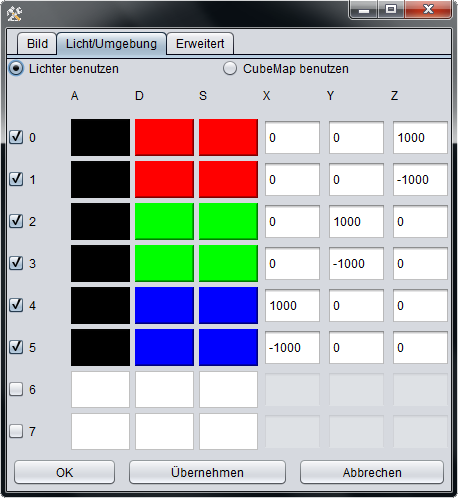 Bild Licht/Umgebung Erweitert
Lichter benutzen CubeMap benutzen
A D S X Y Z
0 0 0 1000
1 0 0 -1000
2 0 1000 0
3 0 -1000 0
4 1000 0 0
5 -1000 0 0
6
7
OK Übernehmen Abbrechen